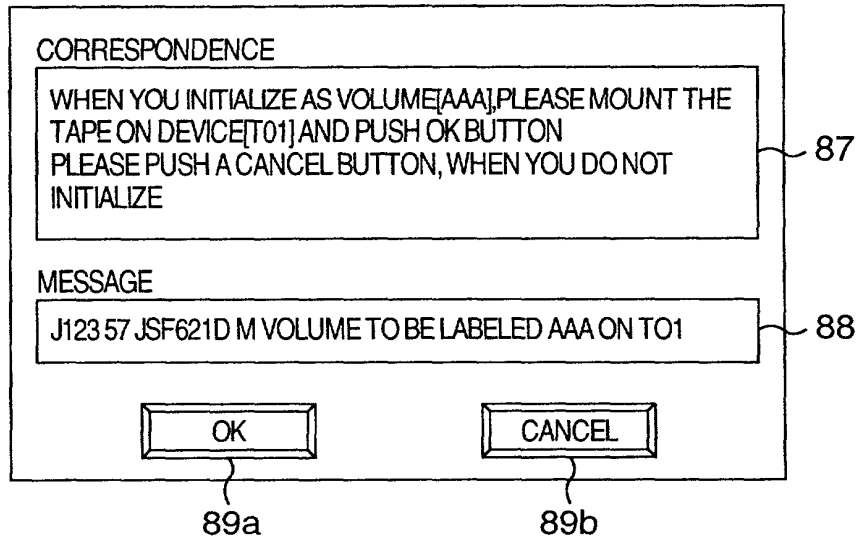 CORRESPONDENCE
WHEN YOU INITIALIZE AS VOLUME[AAA],PLEASE MOUNT THE
TAPE ON DEVICE[T01] AND PUSH OK BUTTON
PLEASE PUSH A CANCEL BUTTON, WHEN YOU DO NOT
INITIALIZE
87
MESSAGE
J123 57 JSF621D M VOLUME TO BE LABELED AAA ON TO1
88
OK
CANCEL
89a
89b